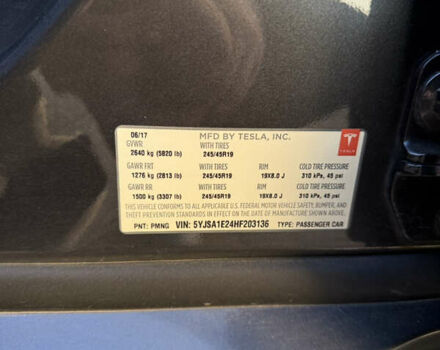 06/17 MFD BY TESLA, INC.
GVWR WITH TIRES
2640 kg (5820 lb) 245/45R19
TESLA
GAWR FRT WITH TIRES RIM COLD TIRE PRESSURE
1276 kg (2813 lb) 245/45R19 19X8.0 J 310 kPa, 45 psi
GAWR RR WITH TIRES RIM COLD TIRE PRESSURE
1500 kg (3307 lb) 245/45R19 19X8.0 J 310 kPa, 45 psi
THIS VEHICLE CONFORMS TO ALL APPLICABLE FEDERAL MOTOR VEHICLE SAFETY, BUMPER, AND
THEFT PREVENTION STANDARDS IN EFFECT ON THE DATE OF MANUFACTURE SHOWN ABOVE.
PNT: PMNG VIN: 5YJSA1E24HF203136 TYPE: PASSENGER CAR